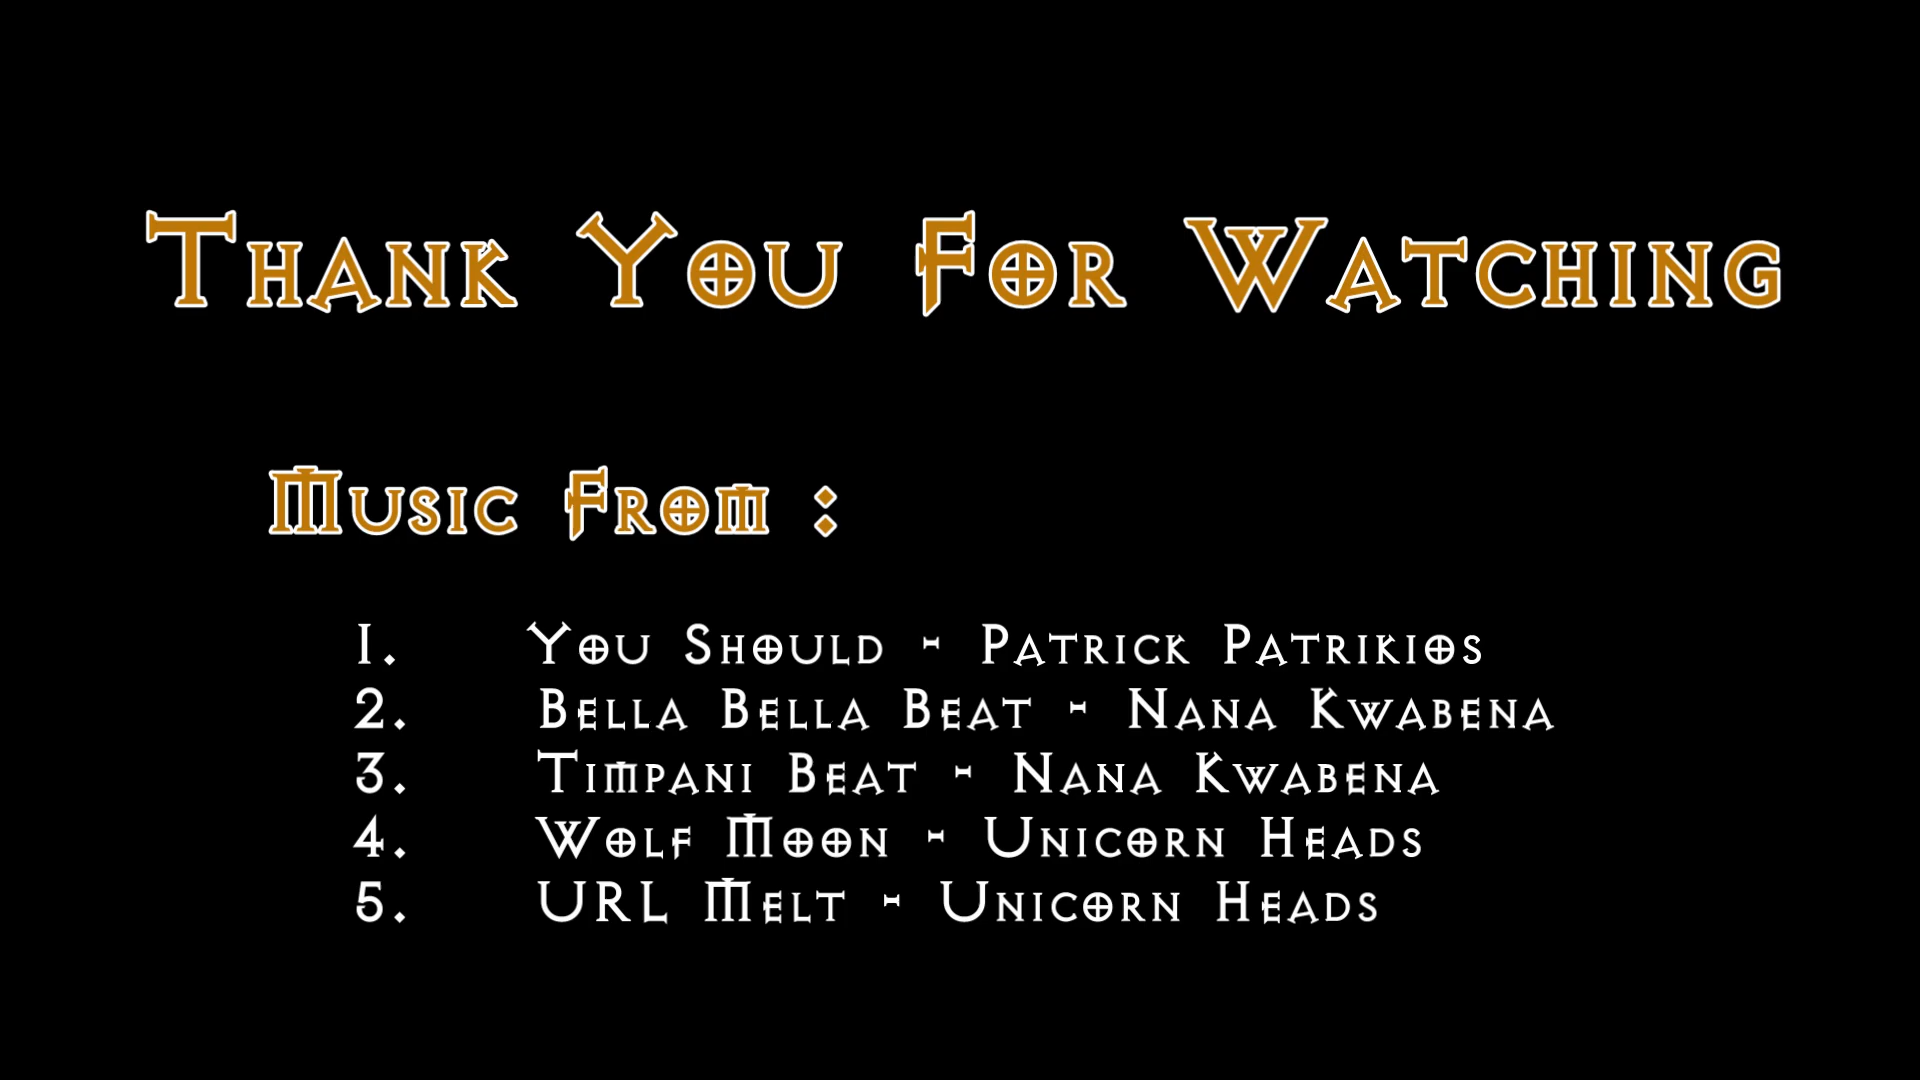 Thank You For Watching
Music From :
1. You Should - Patrick Patrikios
2. Bella Bella Beat - Nana Kwabena
3. Timpani Beat - Nana Kwabena
4. Wolf Moon - Unicorn Heads
5. URL Melt - Unicorn Heads